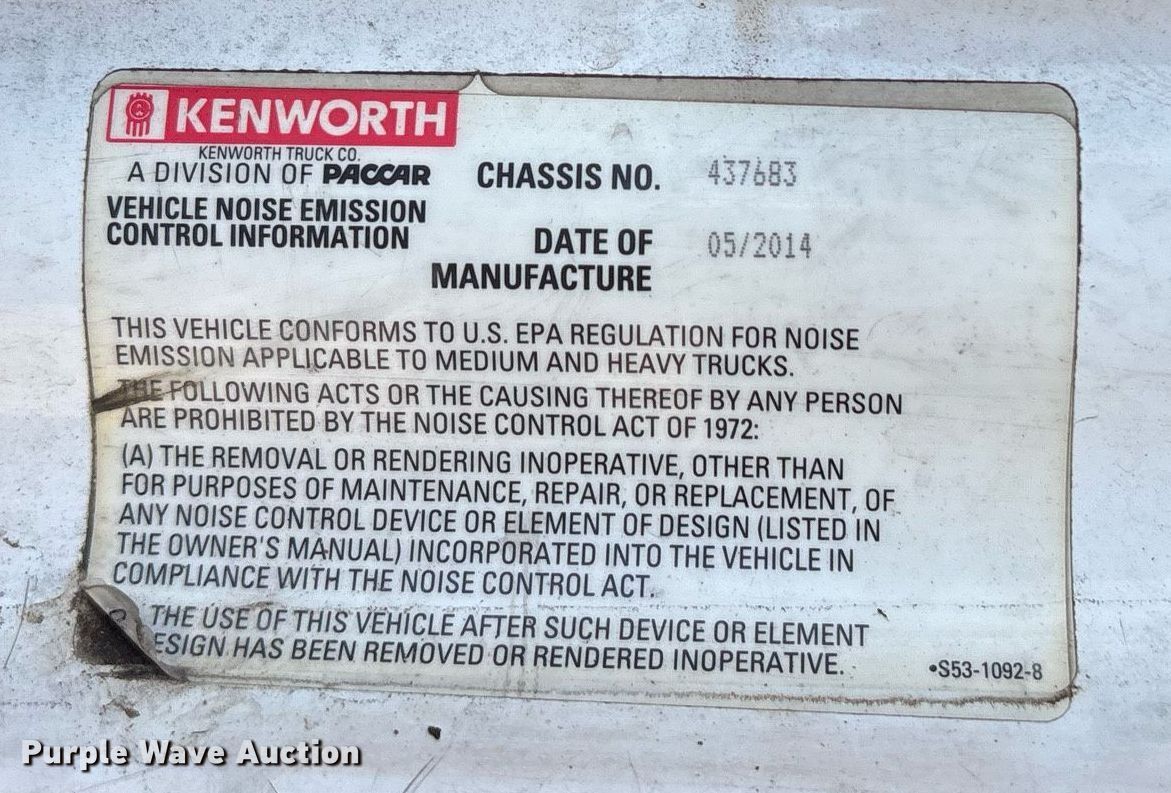 KENWORTH
KENWORTH TRUCK CO.
A DIVISION OF PACCAR
VEHICLE NOISE EMISSION
CONTROL INFORMATION
CHASSIS NO. 437683
DATE OF
MANUFACTURE
05/2014
THIS VEHICLE CONFORMS TO U.S. EPA REGULATION FOR NOISE
EMISSION APPLICABLE TO MEDIUM AND HEAVY TRUCKS.
THE FOLLOWING ACTS OR THE CAUSING THEREOF BY ANY PERSON
ARE PROHIBITED BY THE NOISE CONTROL ACT OF 1972:
(A) THE REMOVAL OR RENDERING INOPERATIVE, OTHER THAN
FOR PURPOSES OF MAINTENANCE, REPAIR, OR REPLACEMENT, OF
ANY NOISE CONTROL DEVICE OR ELEMENT OF DESIGN (LISTED IN
THE OWNER'S MANUAL) INCORPORATED INTO THE VEHICLE IN
COMPLIANCE WITH THE NOISE CONTROL ACT.
THE USE OF THIS VEHICLE AFTER SUCH DEVICE OR ELEMENT
ESIGN HAS BEEN REMOVED OR RENDERED INOPERATIVE.
•S53-1092-8
Purple Wave Auction